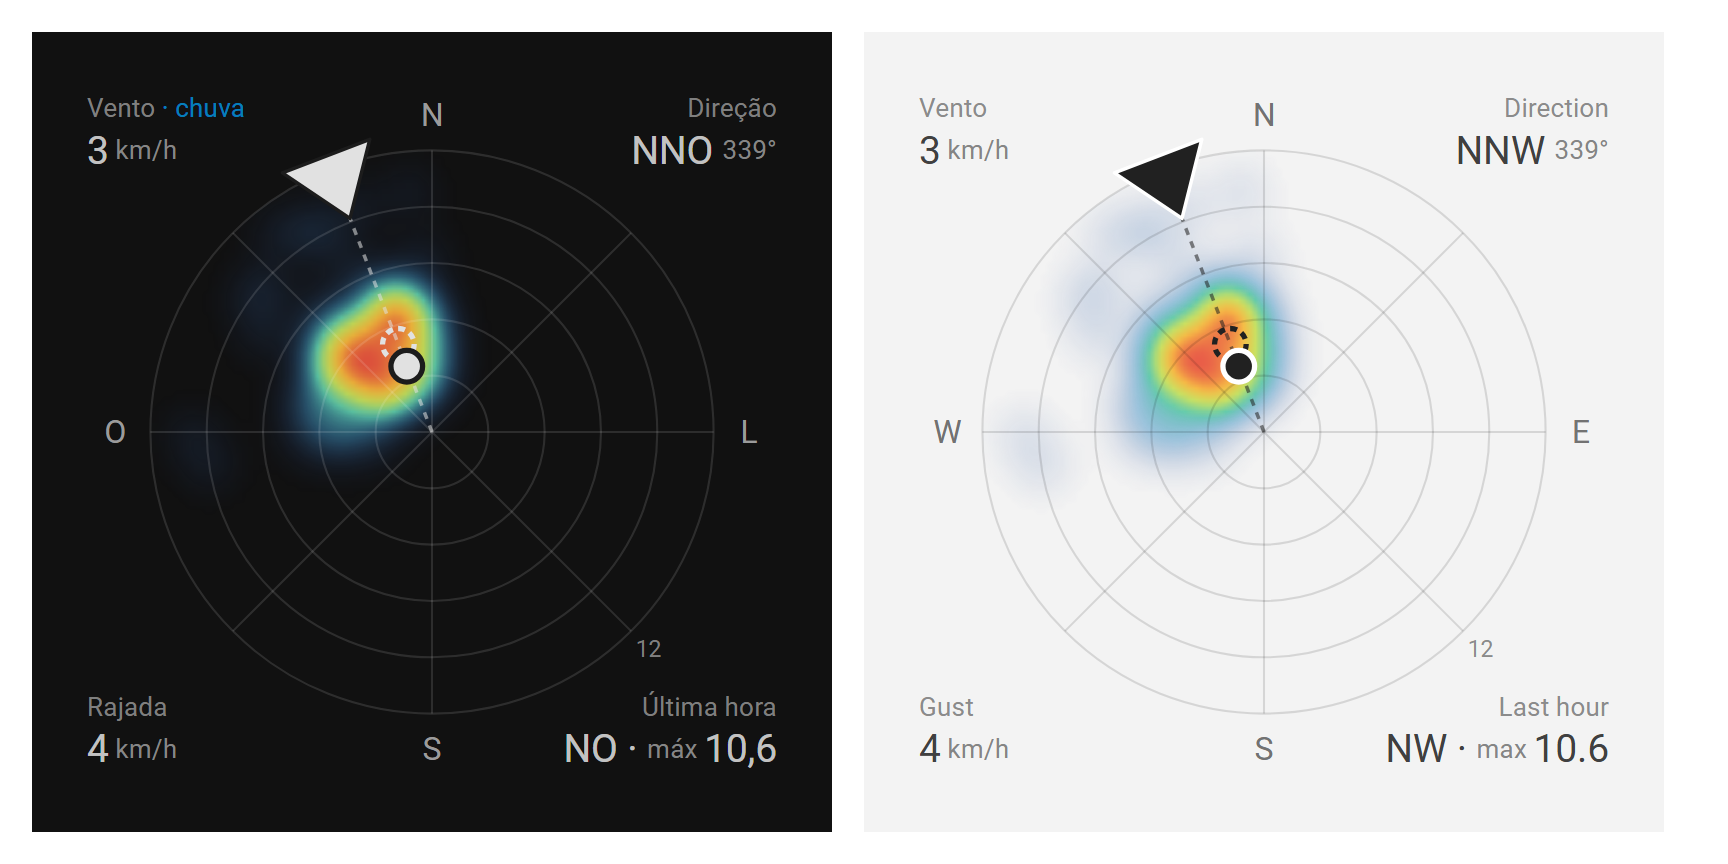 Vento · chuva
3 km/h
N
Direção
NNO 339°
O
L
12
Rajada
4 km/h
S
Última hora
NO · máx 10,6
Vento
3 km/h
N
Direction
NNW 339°
W
E
12
Gust
4 km/h
S
Last hour
NW · max 10.6